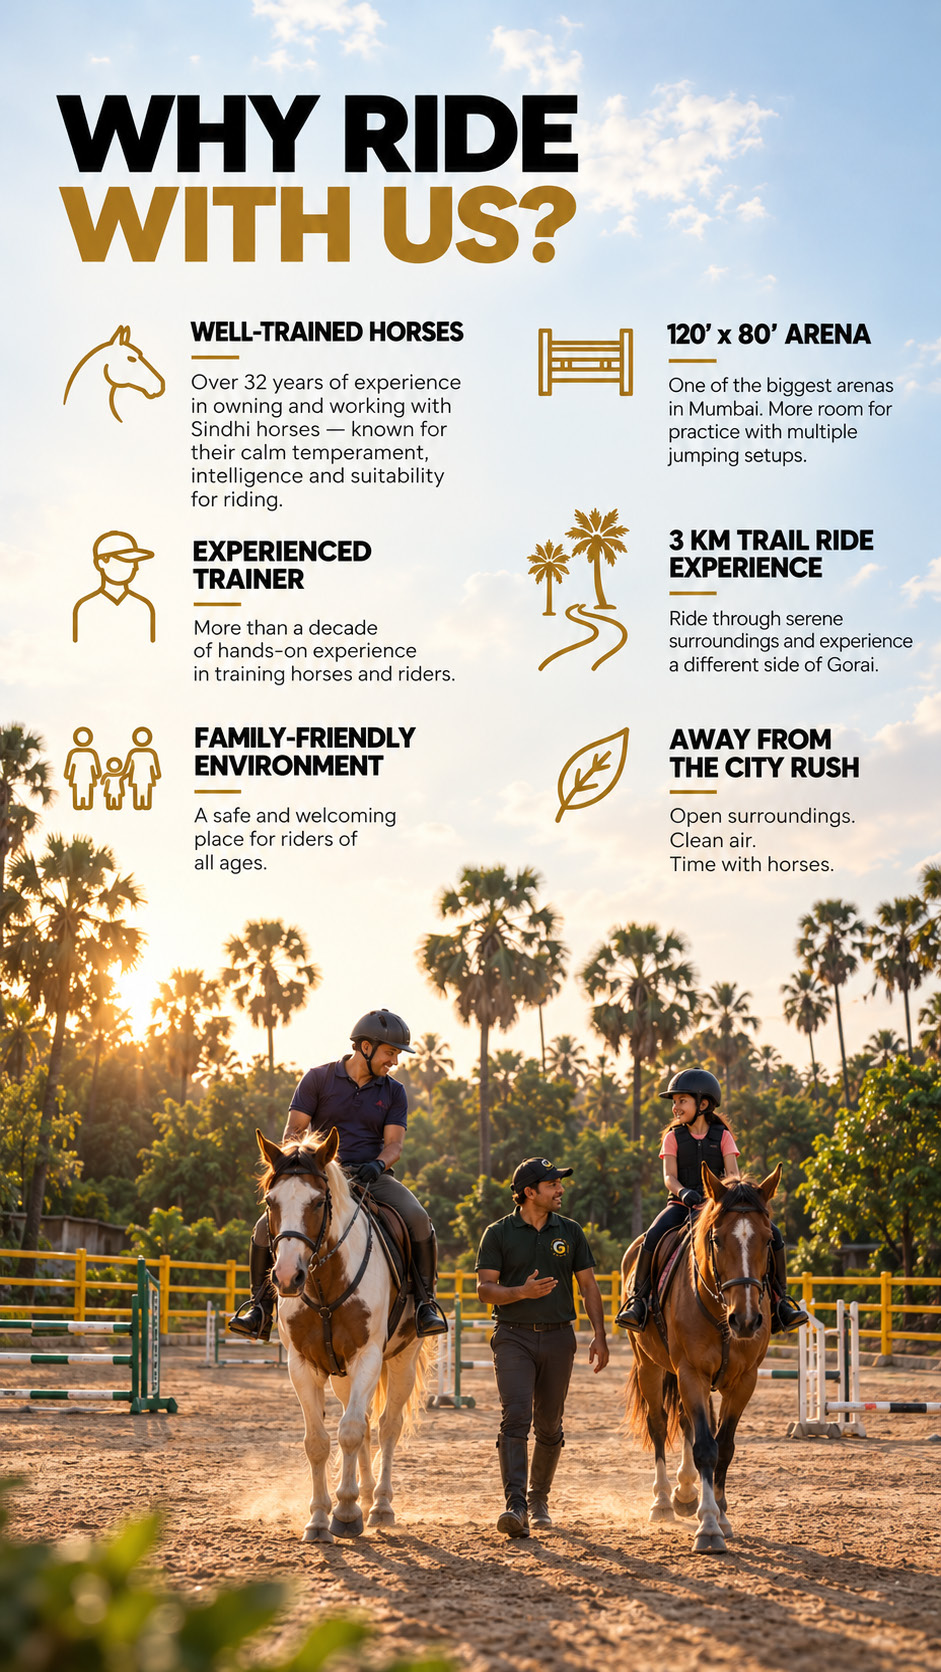 WHY RIDE
WITH US?
WELL-TRAINED HORSES
Over 32 years of experience
in owning and working with
Sindhi horses — known for
their calm temperament,
intelligence and suitability
for riding.
EXPERIENCED
TRAINER
More than a decade
of hands-on experience
in training horses and riders.
FAMILY-FRIENDLY
ENVIRONMENT
A safe and welcoming
place for riders of
all ages.
120’ x 80’ ARENA
One of the biggest arenas
in Mumbai. More room for
practice with multiple
jumping setups.
3 KM TRAIL RIDE
EXPERIENCE
Ride through serene
surroundings and experience
a different side of Gorai.
AWAY FROM
THE CITY RUSH
Open surroundings.
Clean air.
Time with horses.
G